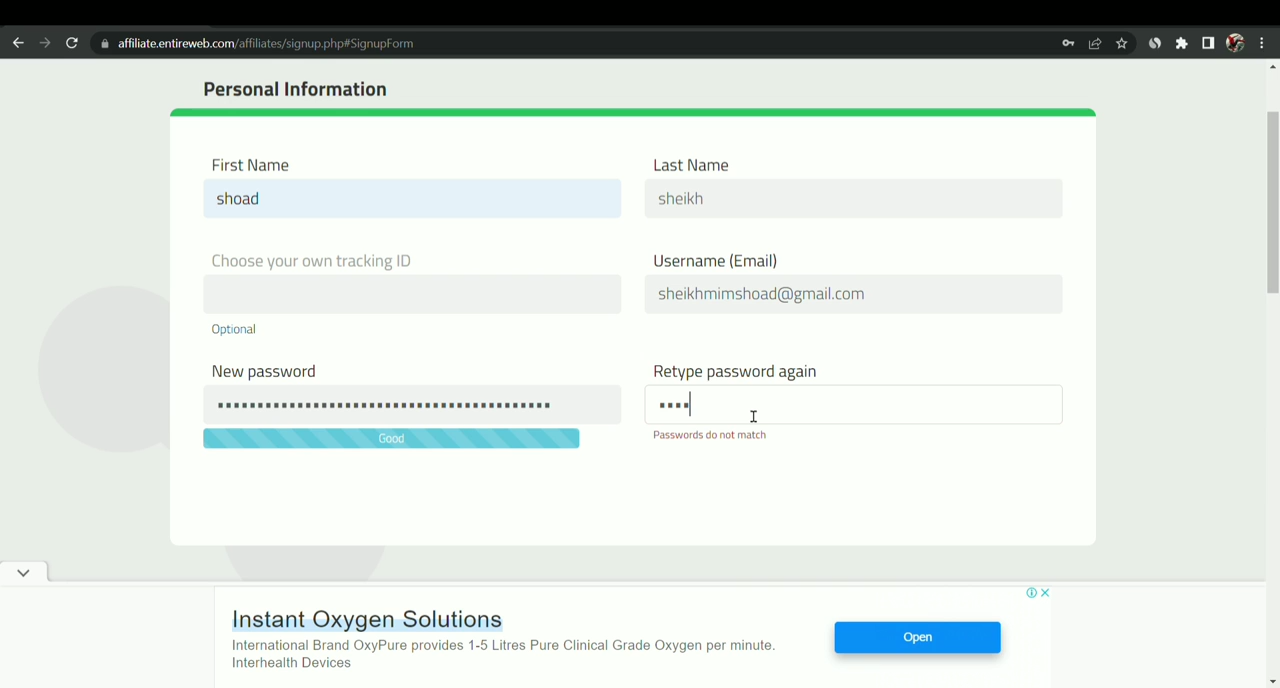 affiliate.entireweb.com/affiliates/signup.php#SignupForm
Personal Information
First Name
Last Name
shoad
sheikh
Choose your own tracking ID
Username (Email)
sheikhmimshoad@gmail.com
Optional
New password
Retype password again
Good
Passwords do not match
Instant Oxygen Solutions
International Brand OxyPure provides 1-5 Litres Pure Clinical Grade Oxygen per minute.
Interhealth Devices
Open